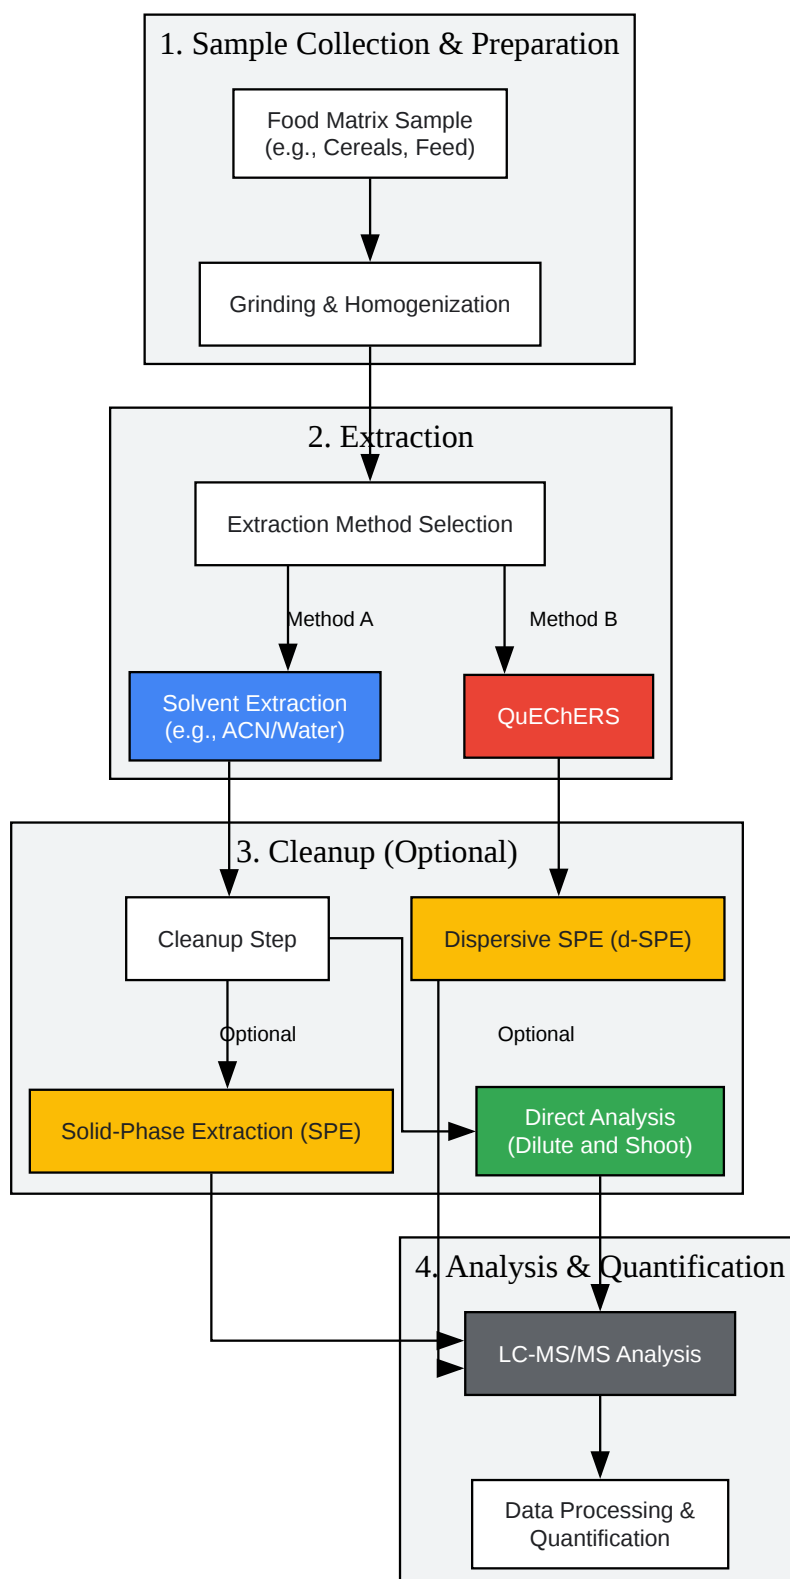 1. Sample Collection & Preparation
Food Matrix Sample
(e.g., Cereals, Feed)
Grinding & Homogenization
2. Extraction
Extraction Method Selection
Method A
Method B
Solvent Extraction
(e.g., ACN/Water)
QuEChERS
3. Cleanup (Optional)
Cleanup Step
Dispersive SPE (d-SPE)
Optional
Optional
Solid-Phase Extraction (SPE)
Direct Analysis
(Dilute and Shoot)
4. Analysis & Quantification
LC-MS/MS Analysis
Data Processing &
Quantification